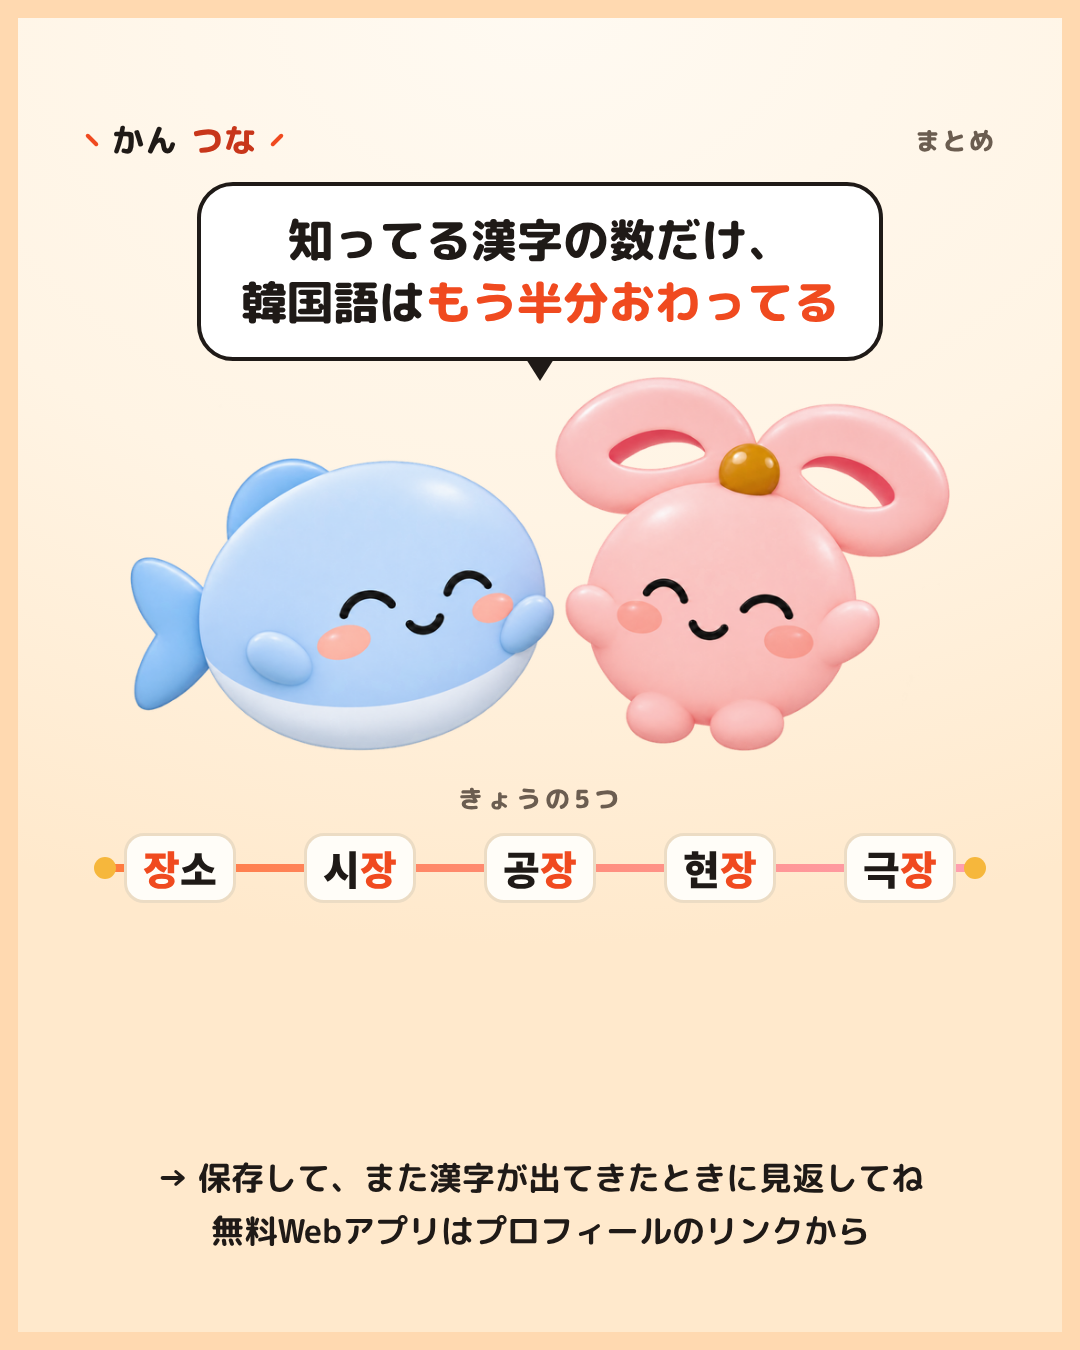 かん つな
まとめ
知ってる漢字の数だけ、
韓国語はもう半分おわってる
きょうの5つ
장소 시장 공장 현장 극장
→ 保存して、また漢字が出てきたときに見返してね
無料Webアプリはプロフィールのリンクから